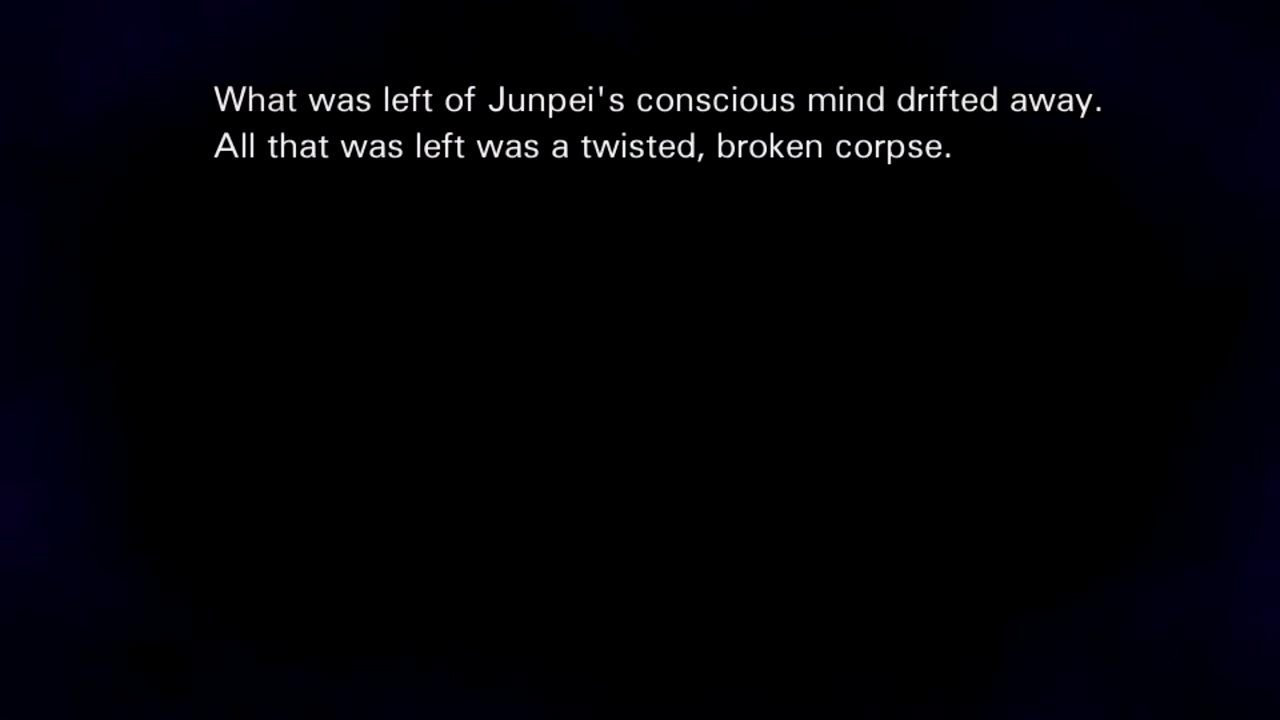 What was left of Junpei's conscious mind drifted away.
All that was left was a twisted, broken corpse.